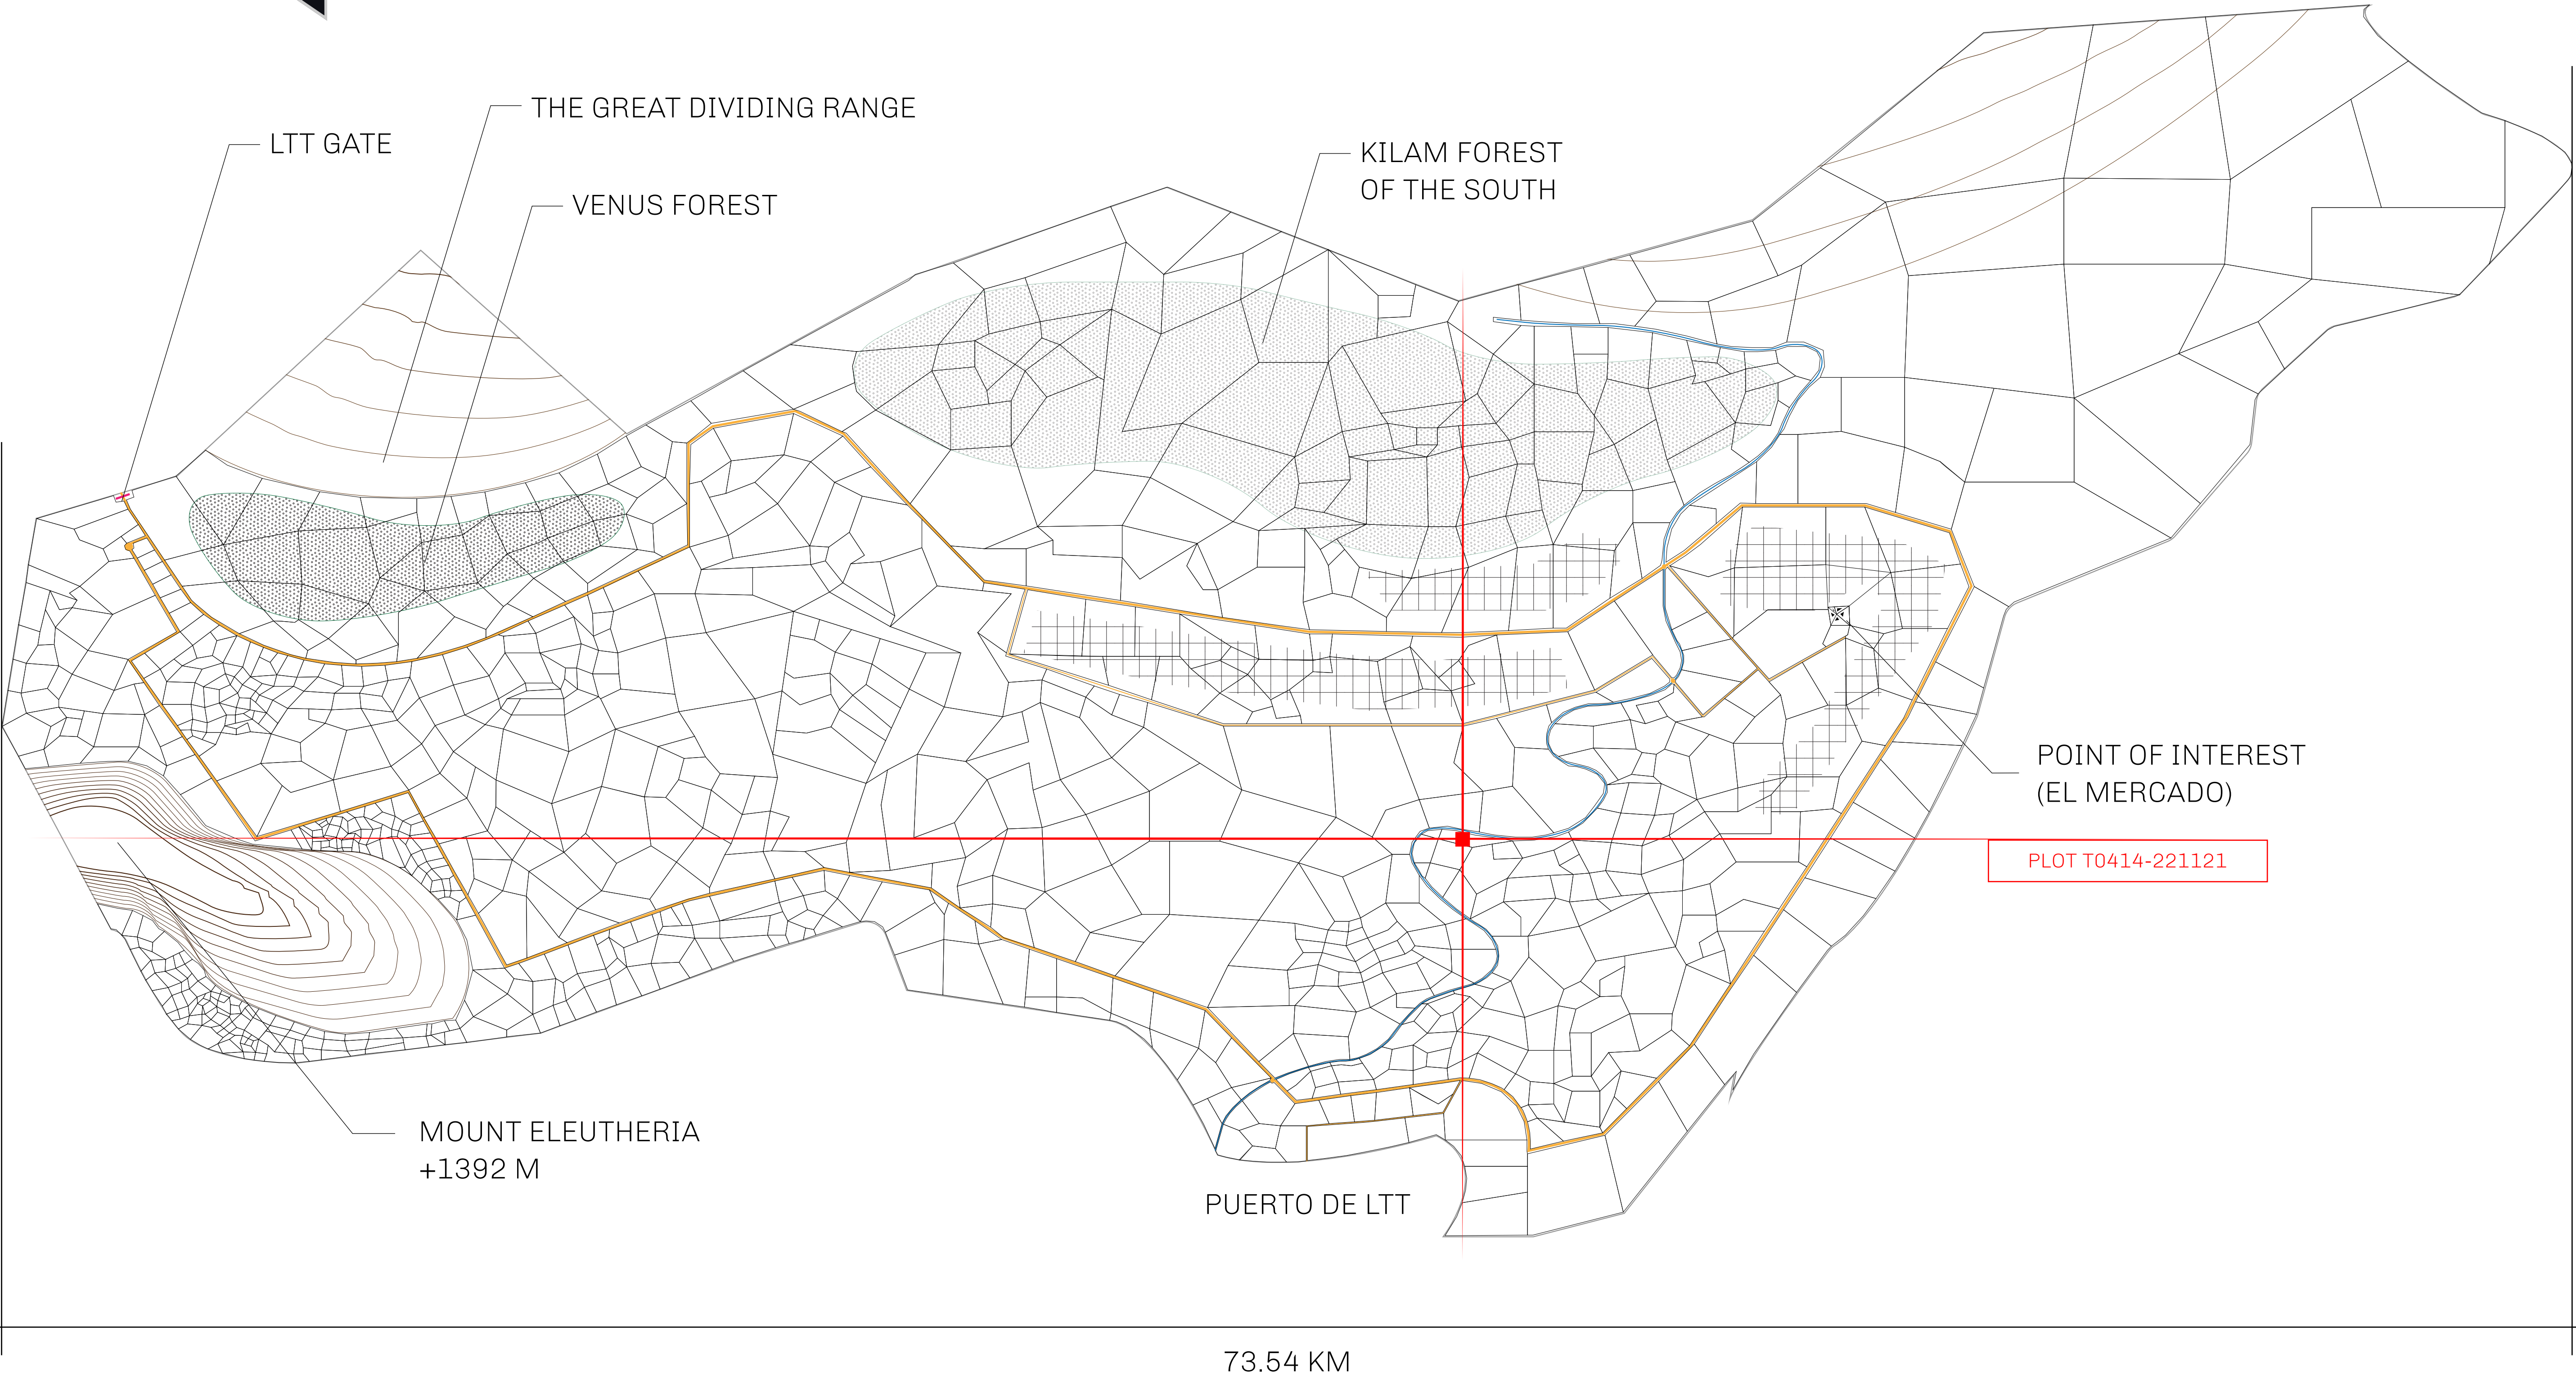 THE GREAT DIVIDING RANGE
LTT GATE
KILAM FOREST
OF THE SOUTH
VENUS FOREST
POINT OF INTEREST
(EL MERCADO)
PLOT T0414-221121
MOUNT ELEUTHERIA
+1392 M
PUERTO DE LTT
73.54 KM